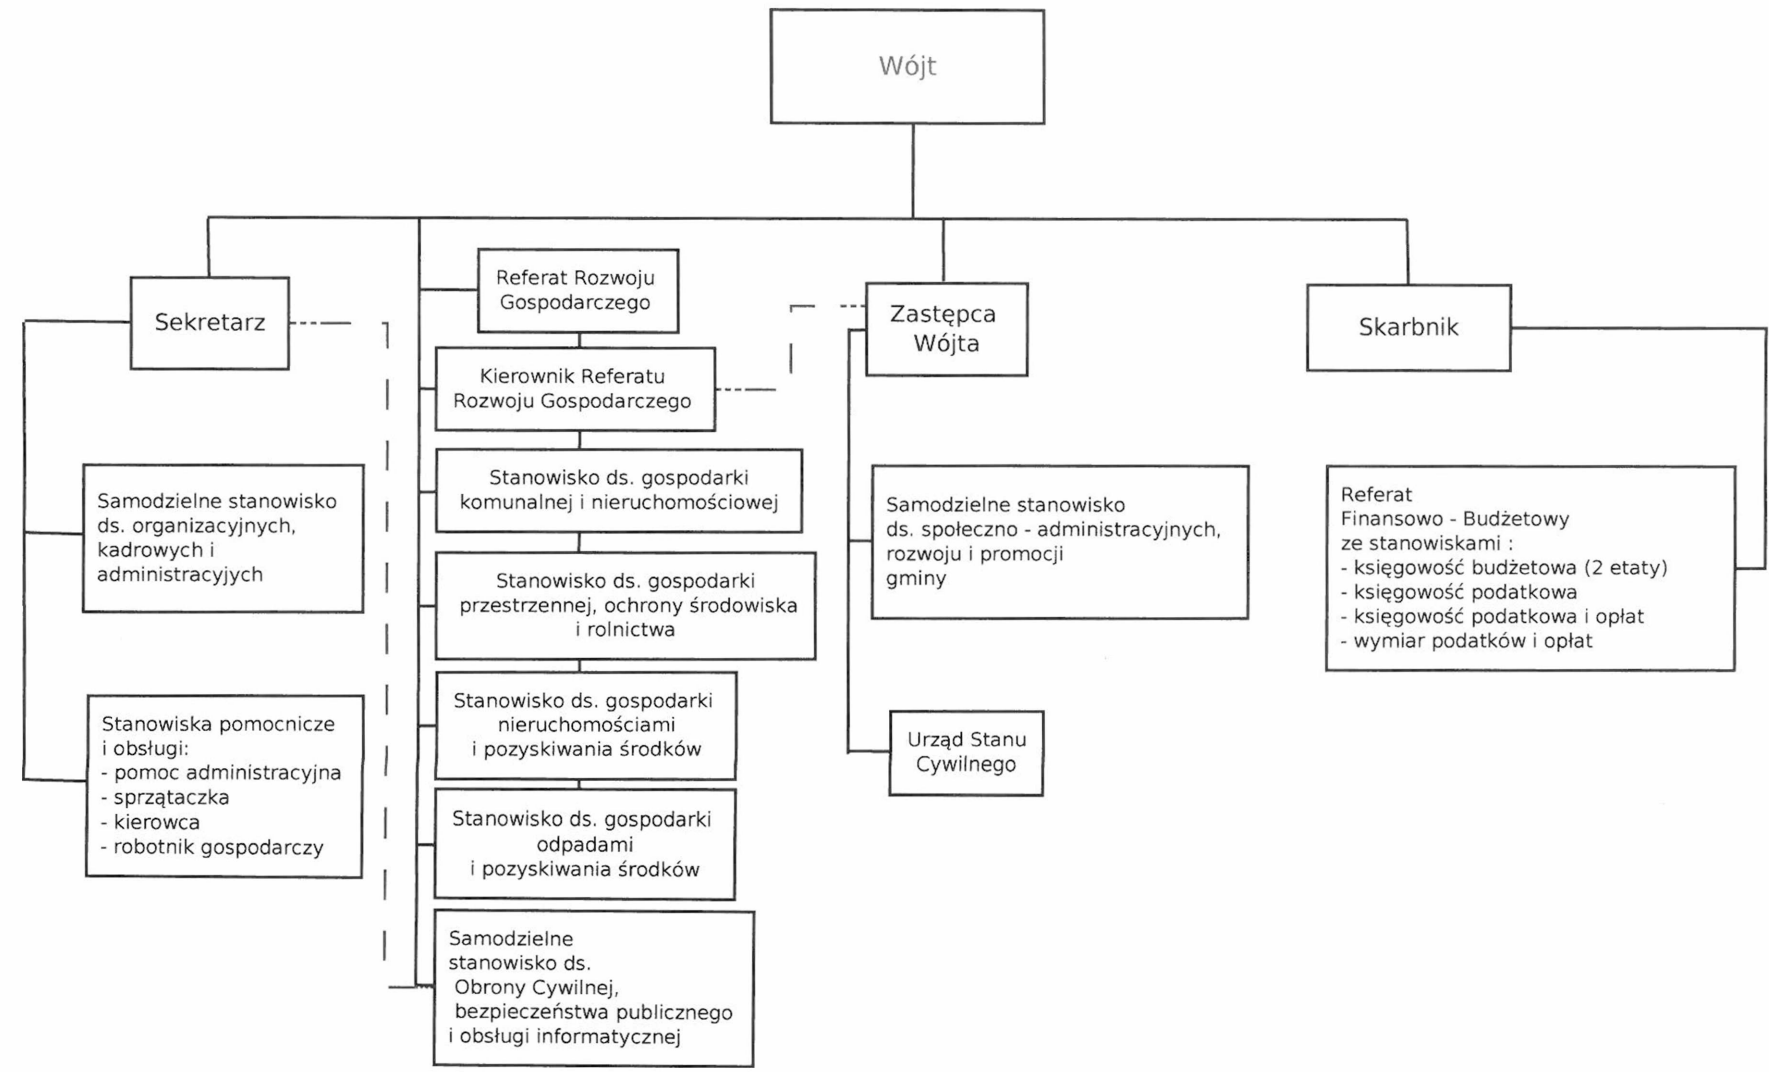 Wójt
Sekretarz
Referat Rozwoju
Gospodarczego
Kierownik Referatu
Rozwoju Gospodarczego
Zastępca
Wójta
Skarbnik
Samodzielne stanowisko
ds. organizacyjnych,
kadrowych i
administracyjych
Stanowiska pomocnicze
i obsługi:
- pomoc administracyjna
- sprzątaczka
- kierowca
- robotnik gospodarczy
Stanowisko ds. gospodarki
komunalnej i nieruchomościowej
Stanowisko ds. gospodarki
przestrzennej, ochrony środowiska
i rolnictwa
Stanowisko ds. gospodarki
nieruchomościami
i pozyskiwania środków
Stanowisko ds. gospodarki
odpadami
i pozyskiwania środków
Samodzielne
stanowisko ds.
Obrony Cywilnej,
bezpieczeństwa publicznego
i obsługi informatycznej
Samodzielne stanowisko
ds. społeczno - administracyjnych,
rozwoju i promocji
gminy
Urząd Stanu
Cywilnego
Referat
Finansowo - Budżetowy
ze stanowiskami :
- księgowość budżetowa (2 etaty)
- księgowość podatkowa
- księgowość podatkowa i opłat
- wymiar podatków i opłat